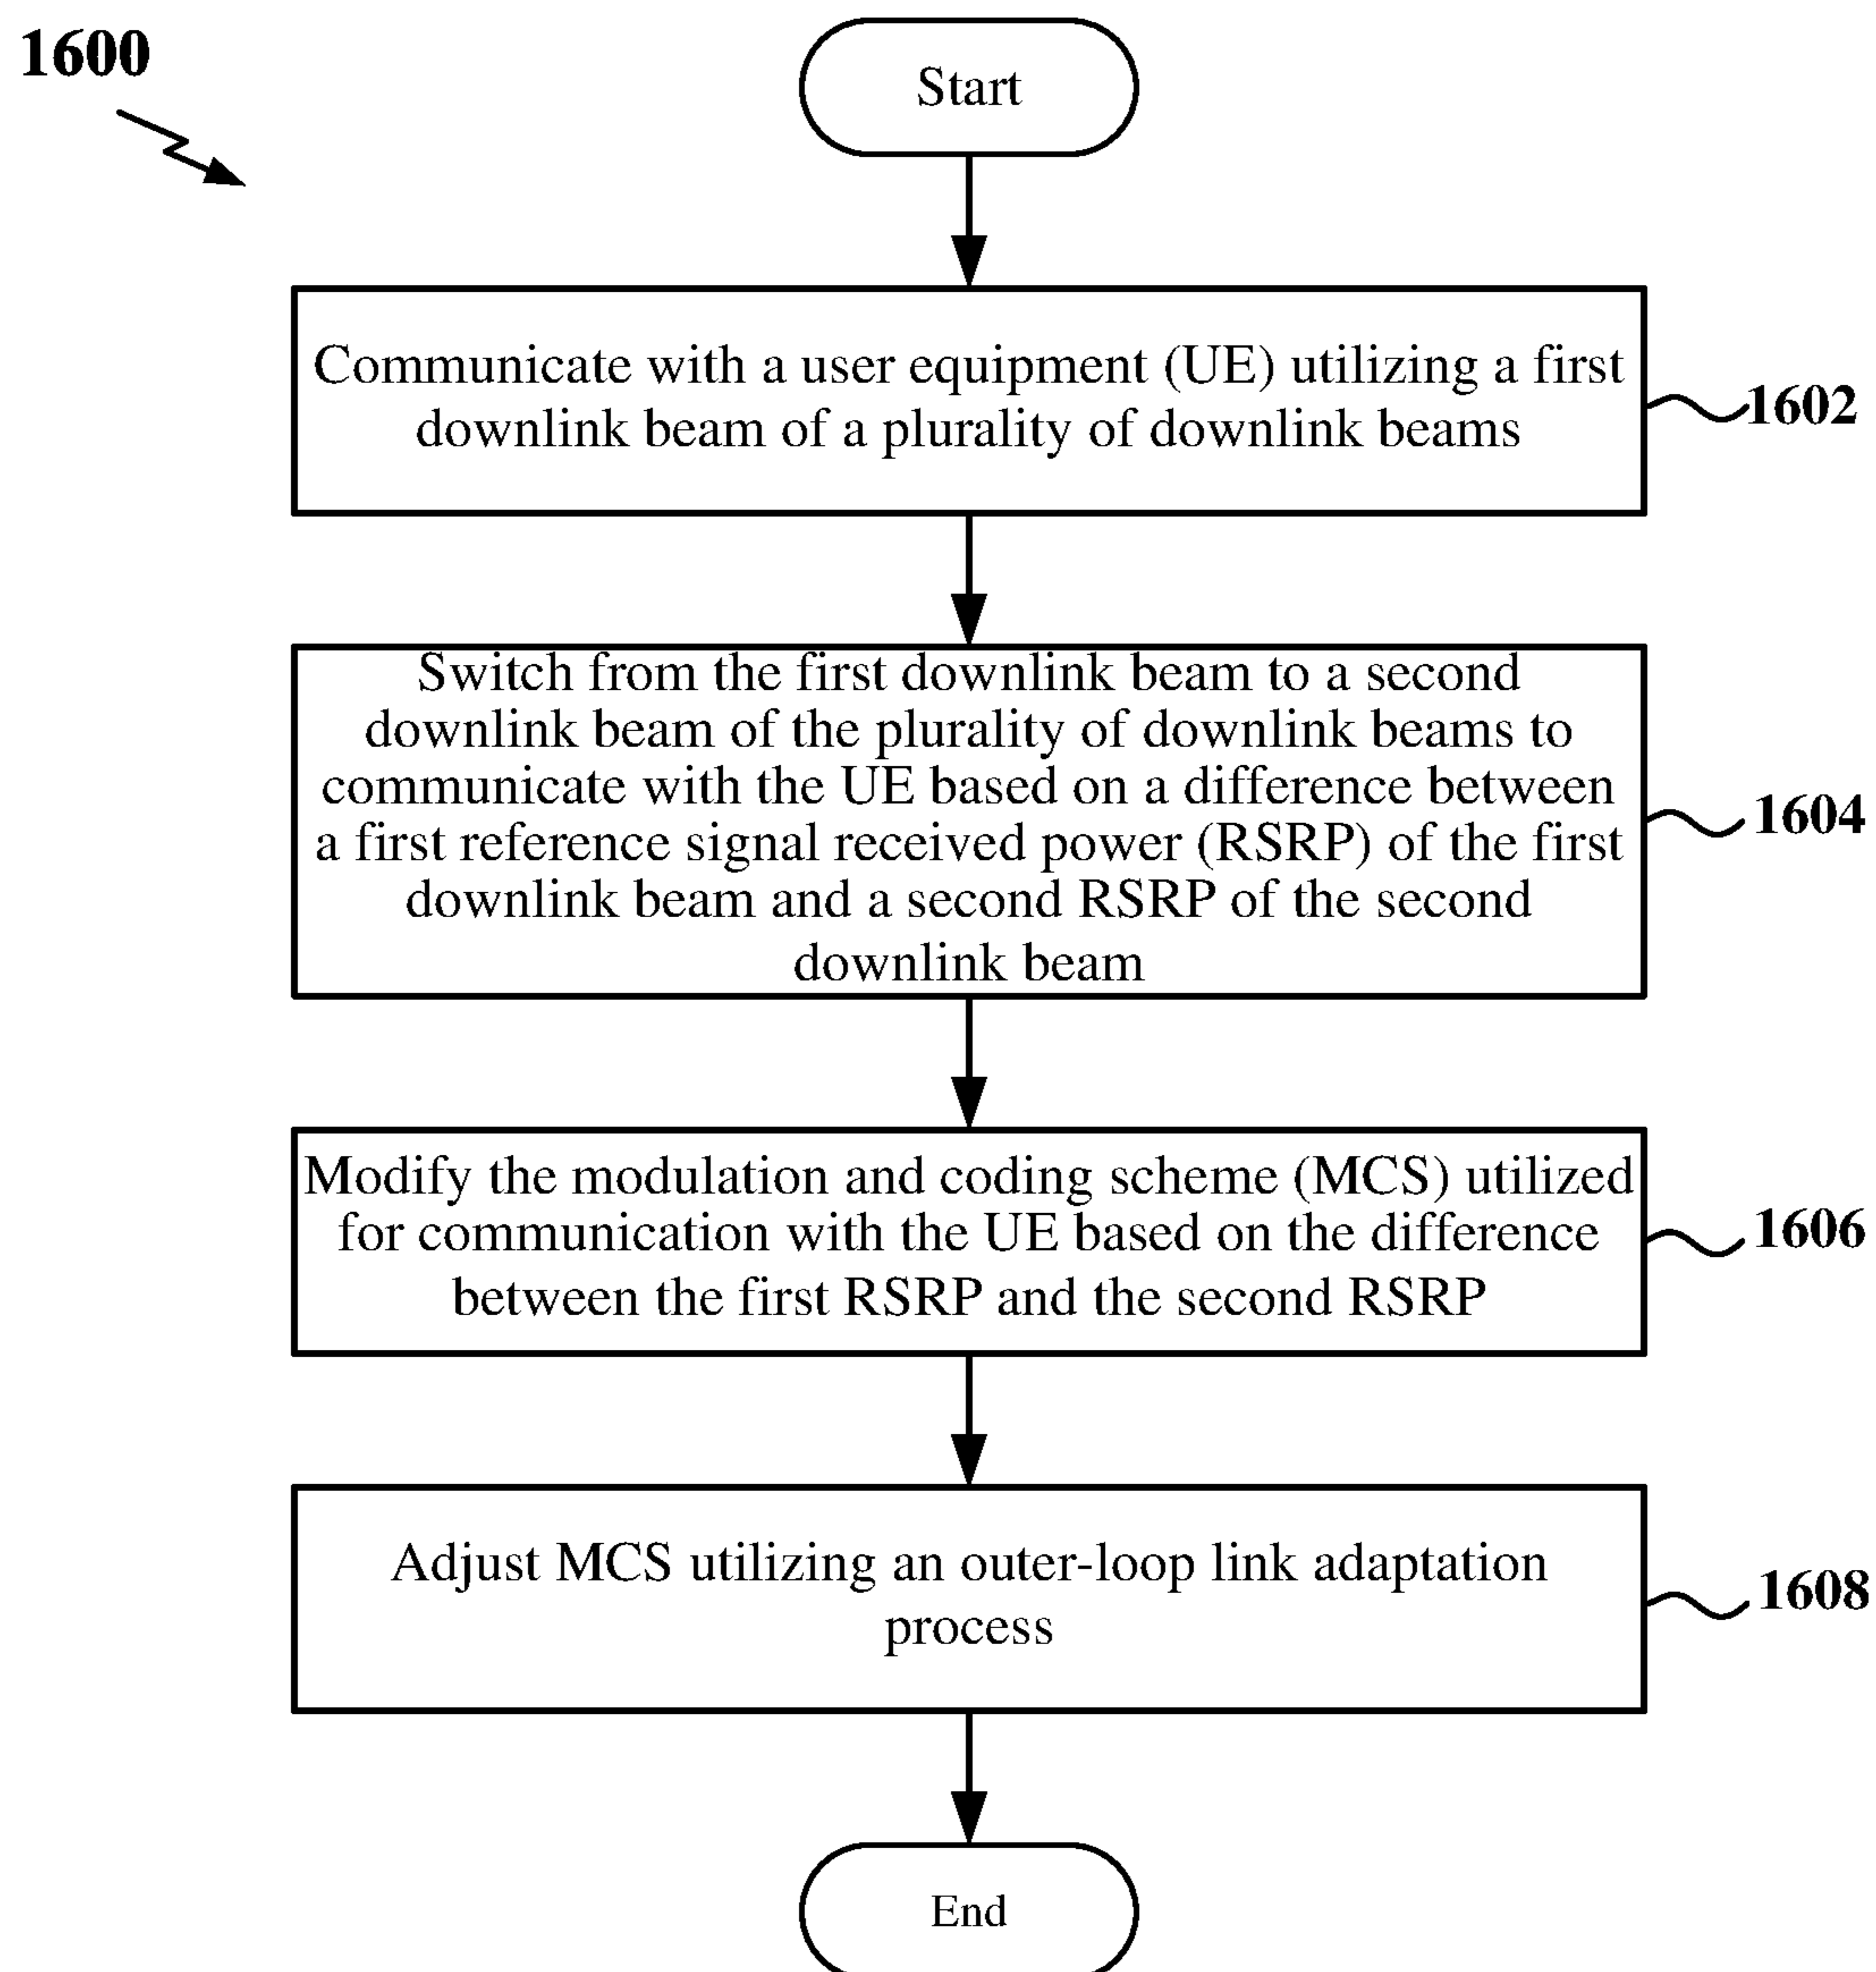 1600
Start
Communicate with a user equipment (UE) utilizing a first
downlink beam of a plurality of downlink beams
1602
Switch from the first downlink beam to a second
downlink beam of the plurality of downlink beams to
communicate with the UE based on a difference between
a first reference signal received power (RSRP) of the first
downlink beam and a second RSRP of the second
downlink beam
1604
Modify the modulation and coding scheme (MCS) utilized
for communication with the UE based on the difference
between the first RSRP and the second RSRP
1606
Adjust MCS utilizing an outer-loop link adaptation
process
1608
End